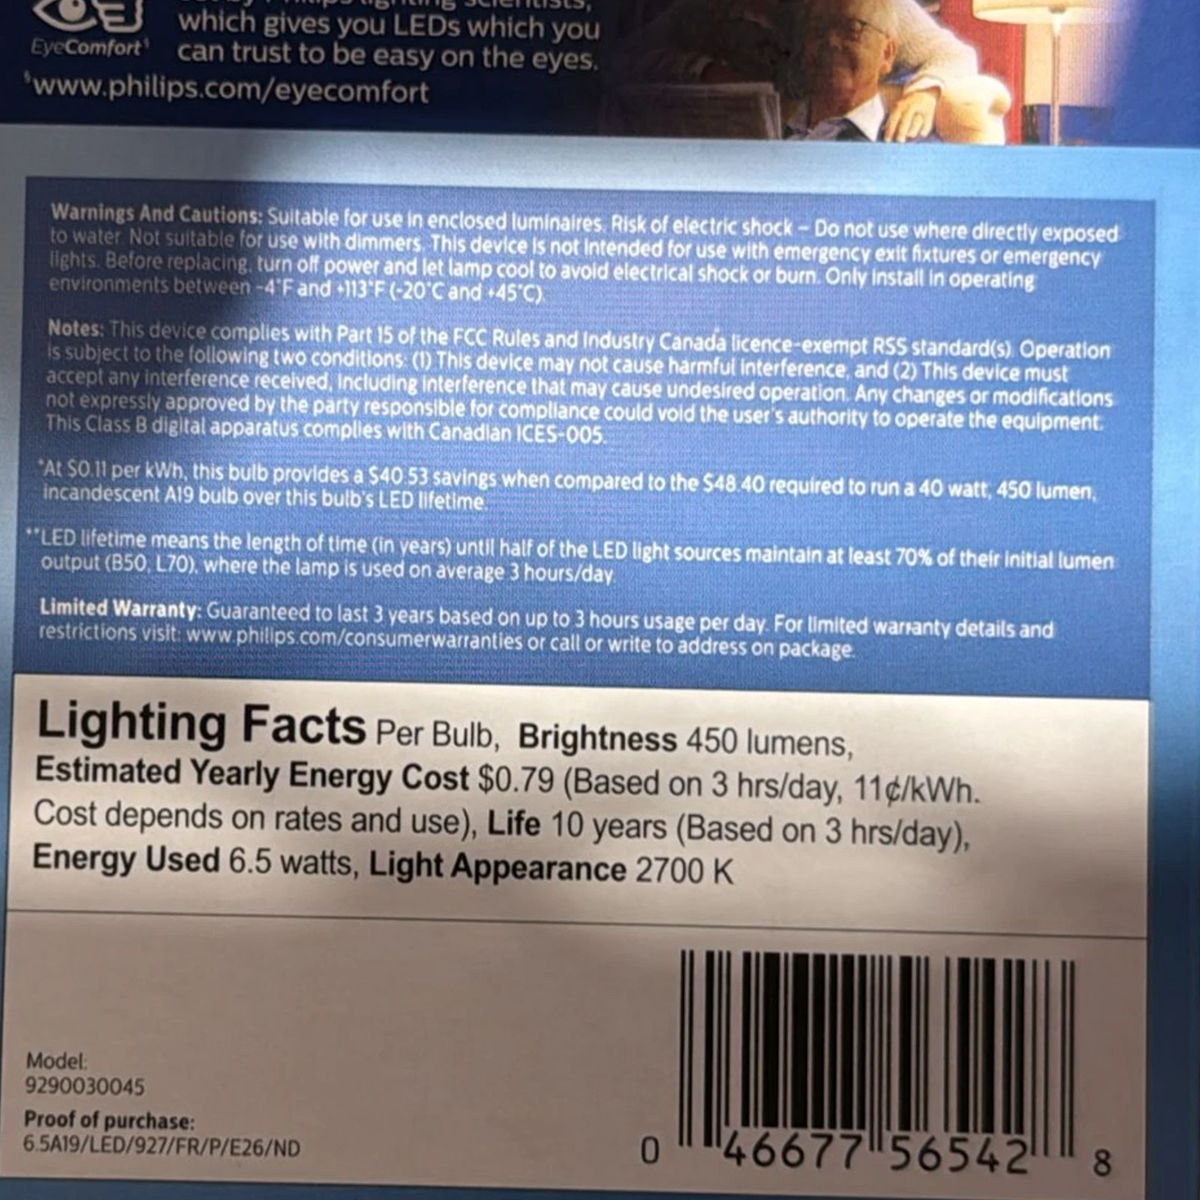 EyeComfort§
which gives you LEDs which you
can trust to be easy on the eyes.
§www.philips.com/eyecomfort
Warnings And Cautions: Suitable for use in enclosed luminaires. Risk of electric shock – Do not use where directly exposed
to water. Not suitable for use with dimmers. This device is not intended for use with emergency exit fixtures or emergency
lights. Before replacing, turn off power and let lamp cool to avoid electrical shock or burn. Only install in operating
environments between -4°F and +113°F (-20°C and +45°C).
Notes: This device complies with Part 15 of the FCC Rules and Industry Canada licence-exempt RSS standard(s). Operation
is subject to the following two conditions: (1) This device may not cause harmful interference, and (2) This device must
accept any interference received, including interference that may cause undesired operation. Any changes or modifications
not expressly approved by the party responsible for compliance could void the user's authority to operate the equipment.
This Class B digital apparatus complies with Canadian ICES-005.
*At $0.11 per kWh, this bulb provides a $40.53 savings when compared to the $48.40 required to run a 40 watt, 450 lumen,
incandescent A19 bulb over this bulb's LED lifetime.
**LED lifetime means the length of time (in years) until half of the LED light sources maintain at least 70% of their initial lumen
output (B50, L70), where the lamp is used on average 3 hours/day.
Limited Warranty: Guaranteed to last 3 years based on up to 3 hours usage per day. For limited warranty details and
restrictions visit: www.philips.com/consumerwarranties or call or write to address on package.
Lighting Facts Per Bulb, Brightness 450 lumens,
Estimated Yearly Energy Cost $0.79 (Based on 3 hrs/day, 11¢/kWh.
Cost depends on rates and use), Life 10 years (Based on 3 hrs/day),
Energy Used 6.5 watts, Light Appearance 2700 K
Model:
9290030045
Proof of purchase:
6.5A19/LED/927/FR/P/E26/ND
0 46677 56542 8